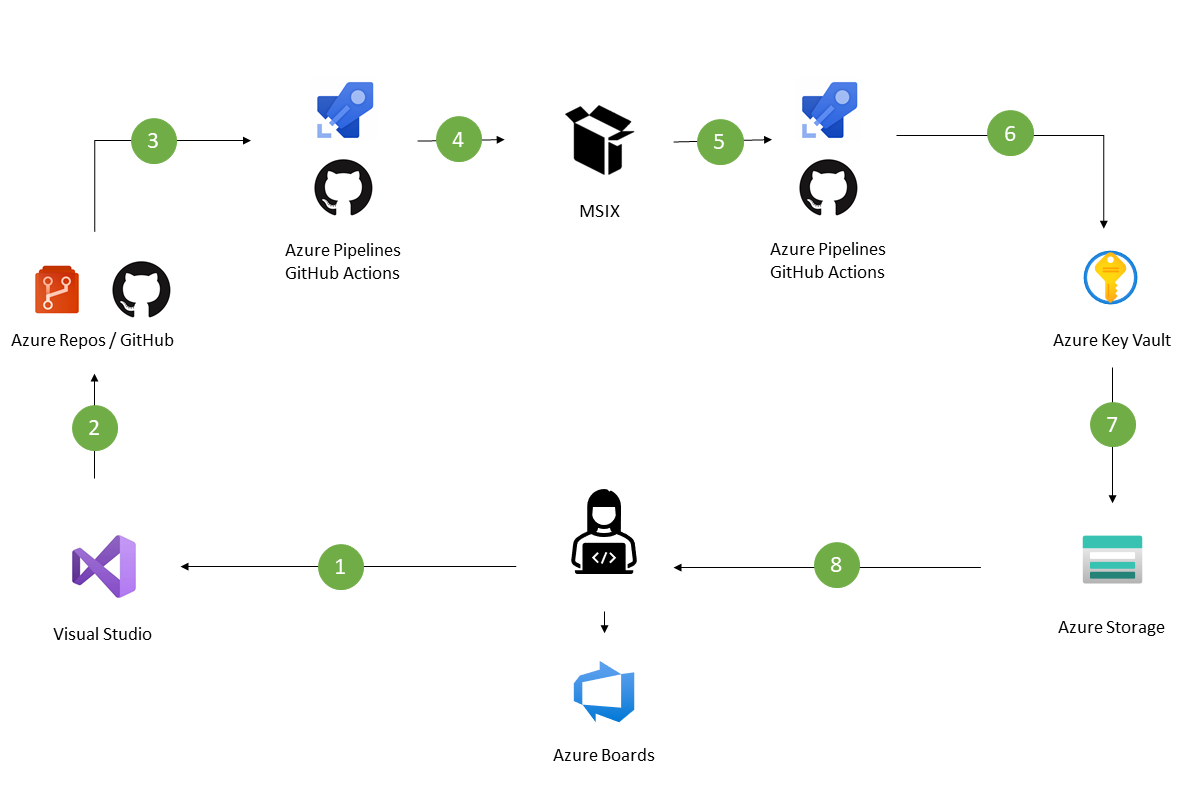 3
4
5
6
MSIX
Azure Pipelines
GitHub Actions
Azure Pipelines
GitHub Actions
Azure Repos / GitHub
Azure Key Vault
2
7
</>
1
8
Visual Studio
Azure Storage
Azure Boards